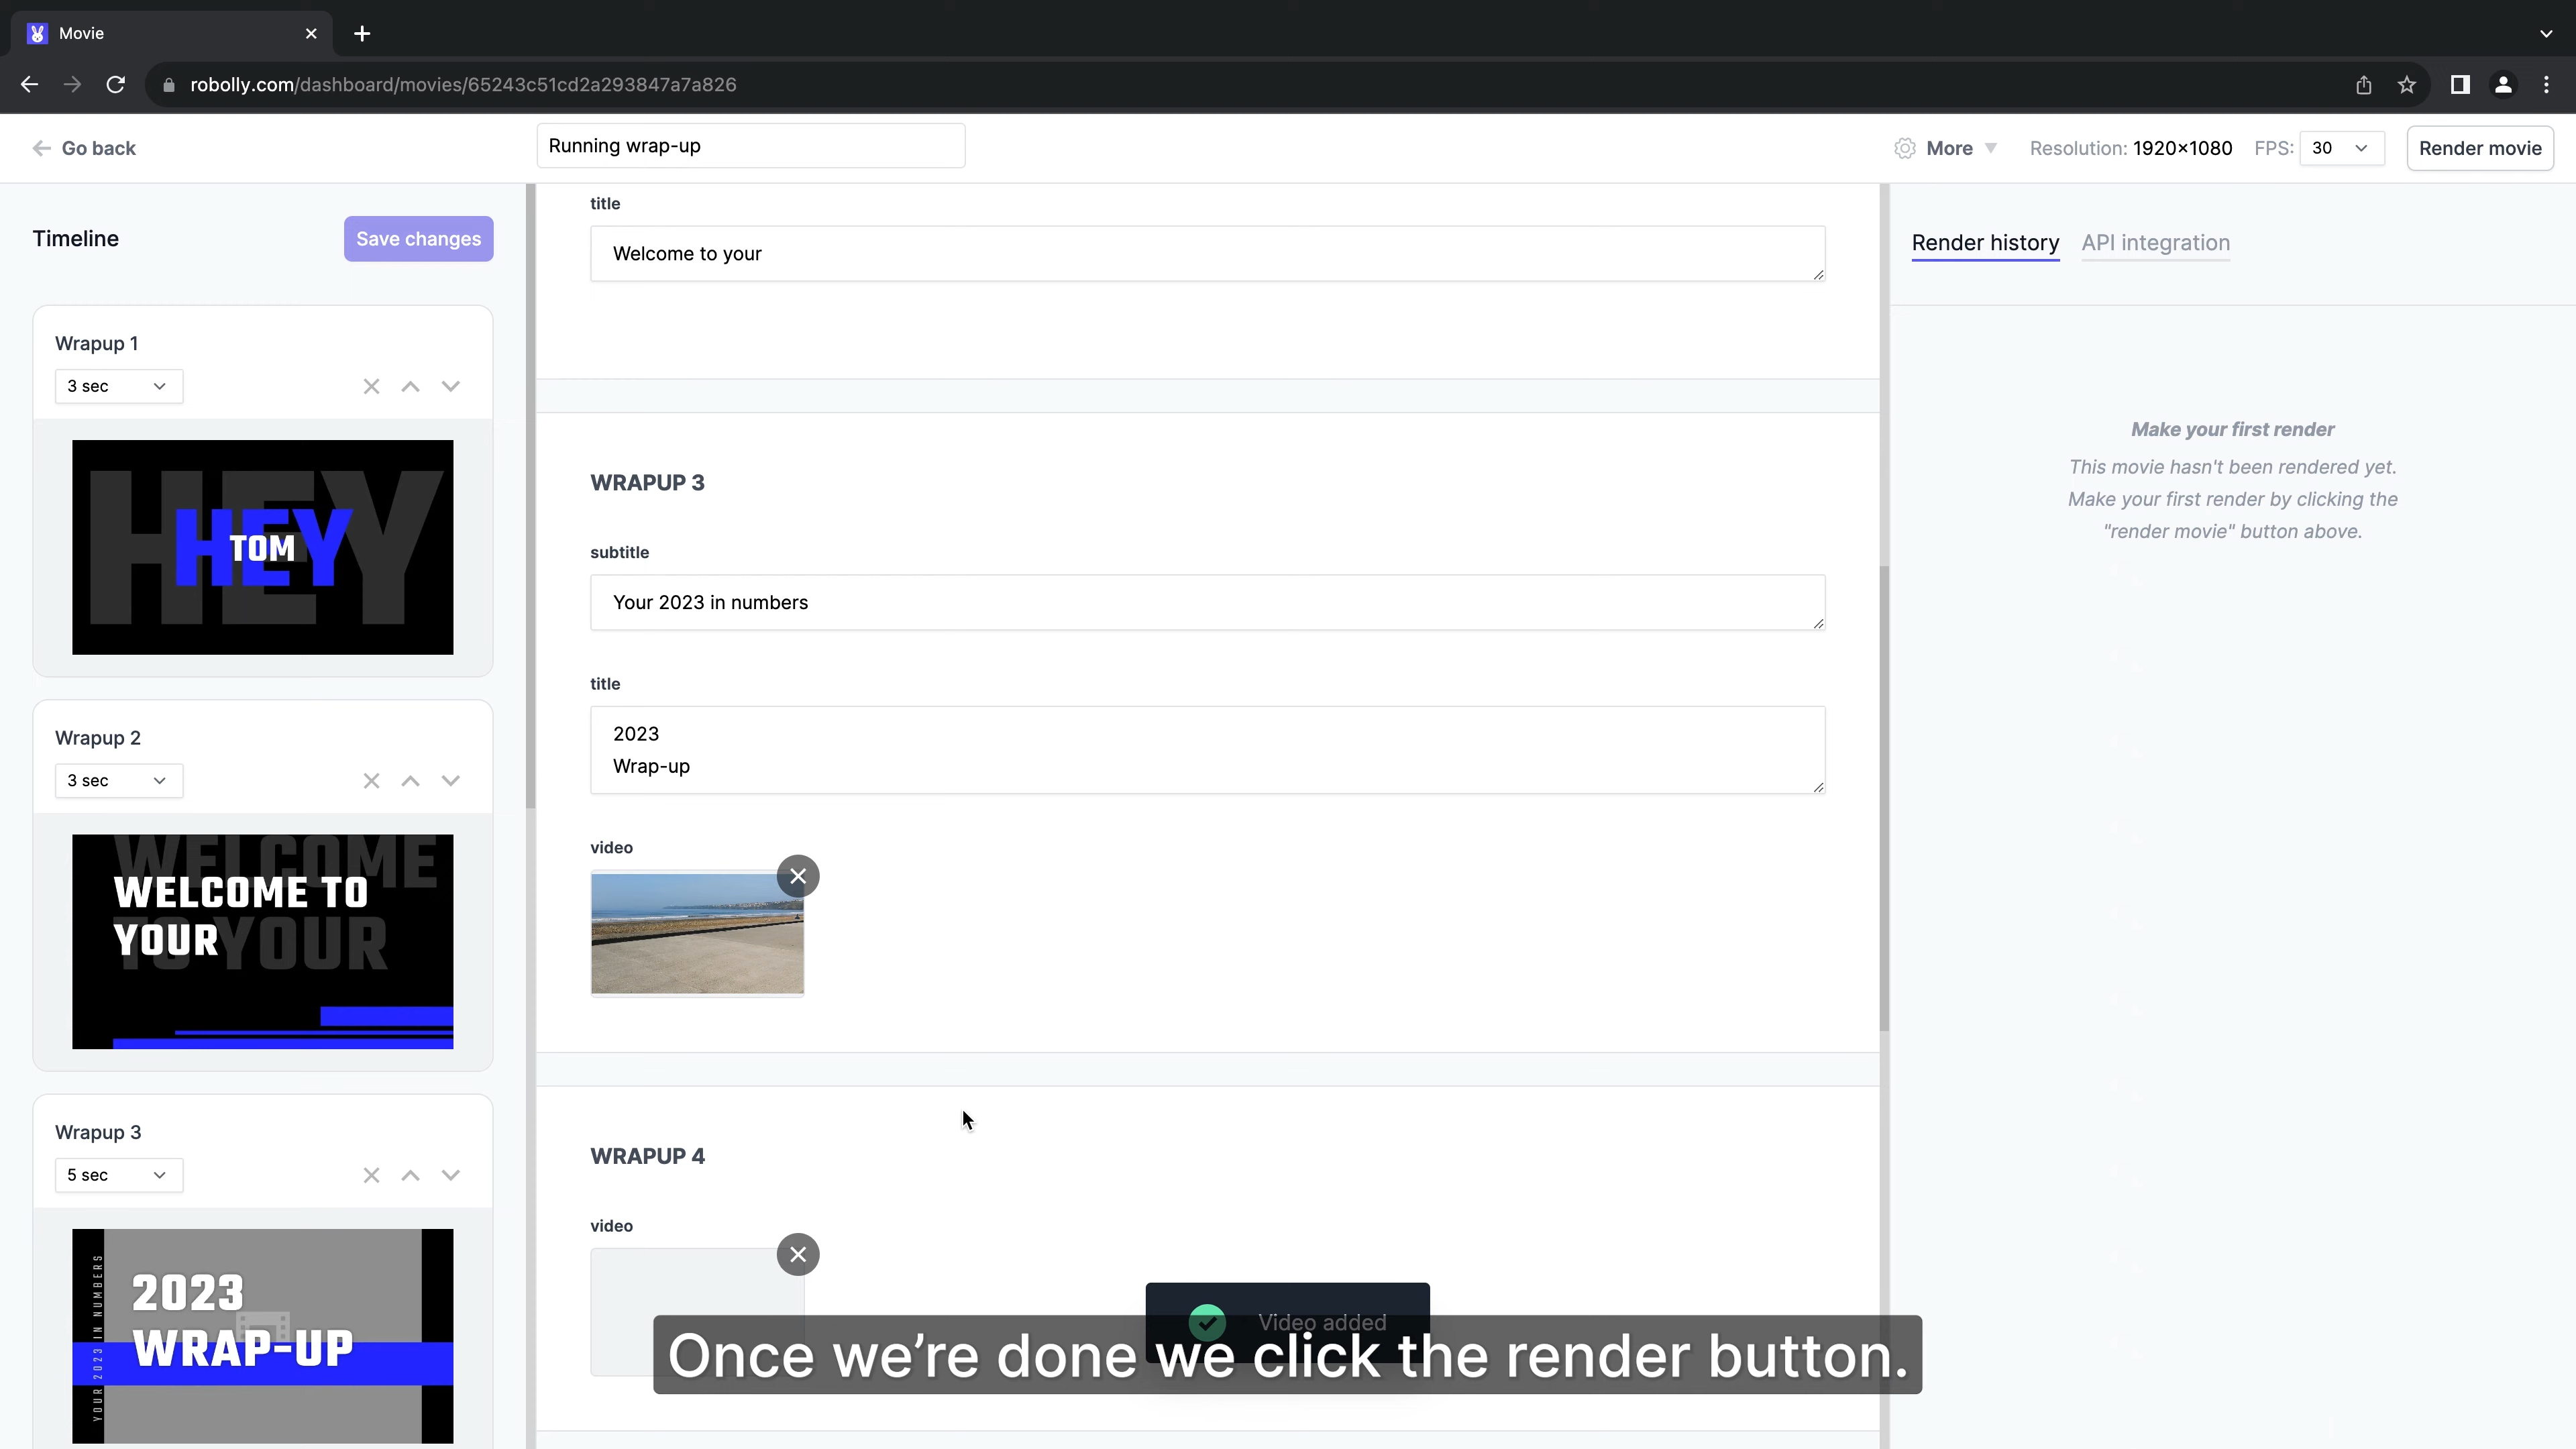 Movie
robolly.com/dashboard/movies/65243c51cd2a293847a7a826
Go back
Running wrap-up
More
Resolution: 1920×1080
FPS:
30
Render movie
Timeline
Save changes
Wrapup 1
3 sec
HEY
HEY
TOM
Wrapup 2
3 sec
WELCOME
TO YOUR
WELCOME TO
YOUR
Wrapup 3
5 sec
YOUR 2023 IN NUMBERS
2023
WRAP-UP
title
Welcome to your
WRAPUP 3
subtitle
Your 2023 in numbers
title
2023
Wrap-up
video
WRAPUP 4
video
Video added
Once we’re done we click the render button.
Render history
API integration
Make your first render
This movie hasn't been rendered yet.
Make your first render by clicking the
"render movie" button above.